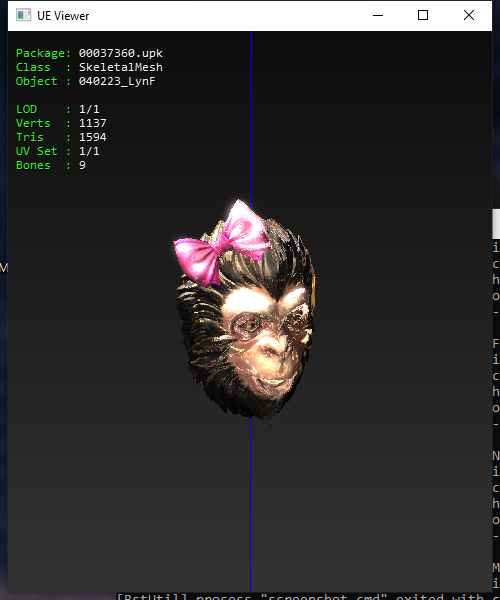 UE Viewer
Package: 00037360.upk
Class : SkeletalMesh
Object : 040223_LynF
LOD : 1/1
Verts : 1137
Tris : 1594
UV Set : 1/1
Bones : 9
M
i
c
h
o
-
F
i
c
h
o
-
N
i
c
h
o
-
M
i
[BstUtil] process "screenshot.cmd" exited with c